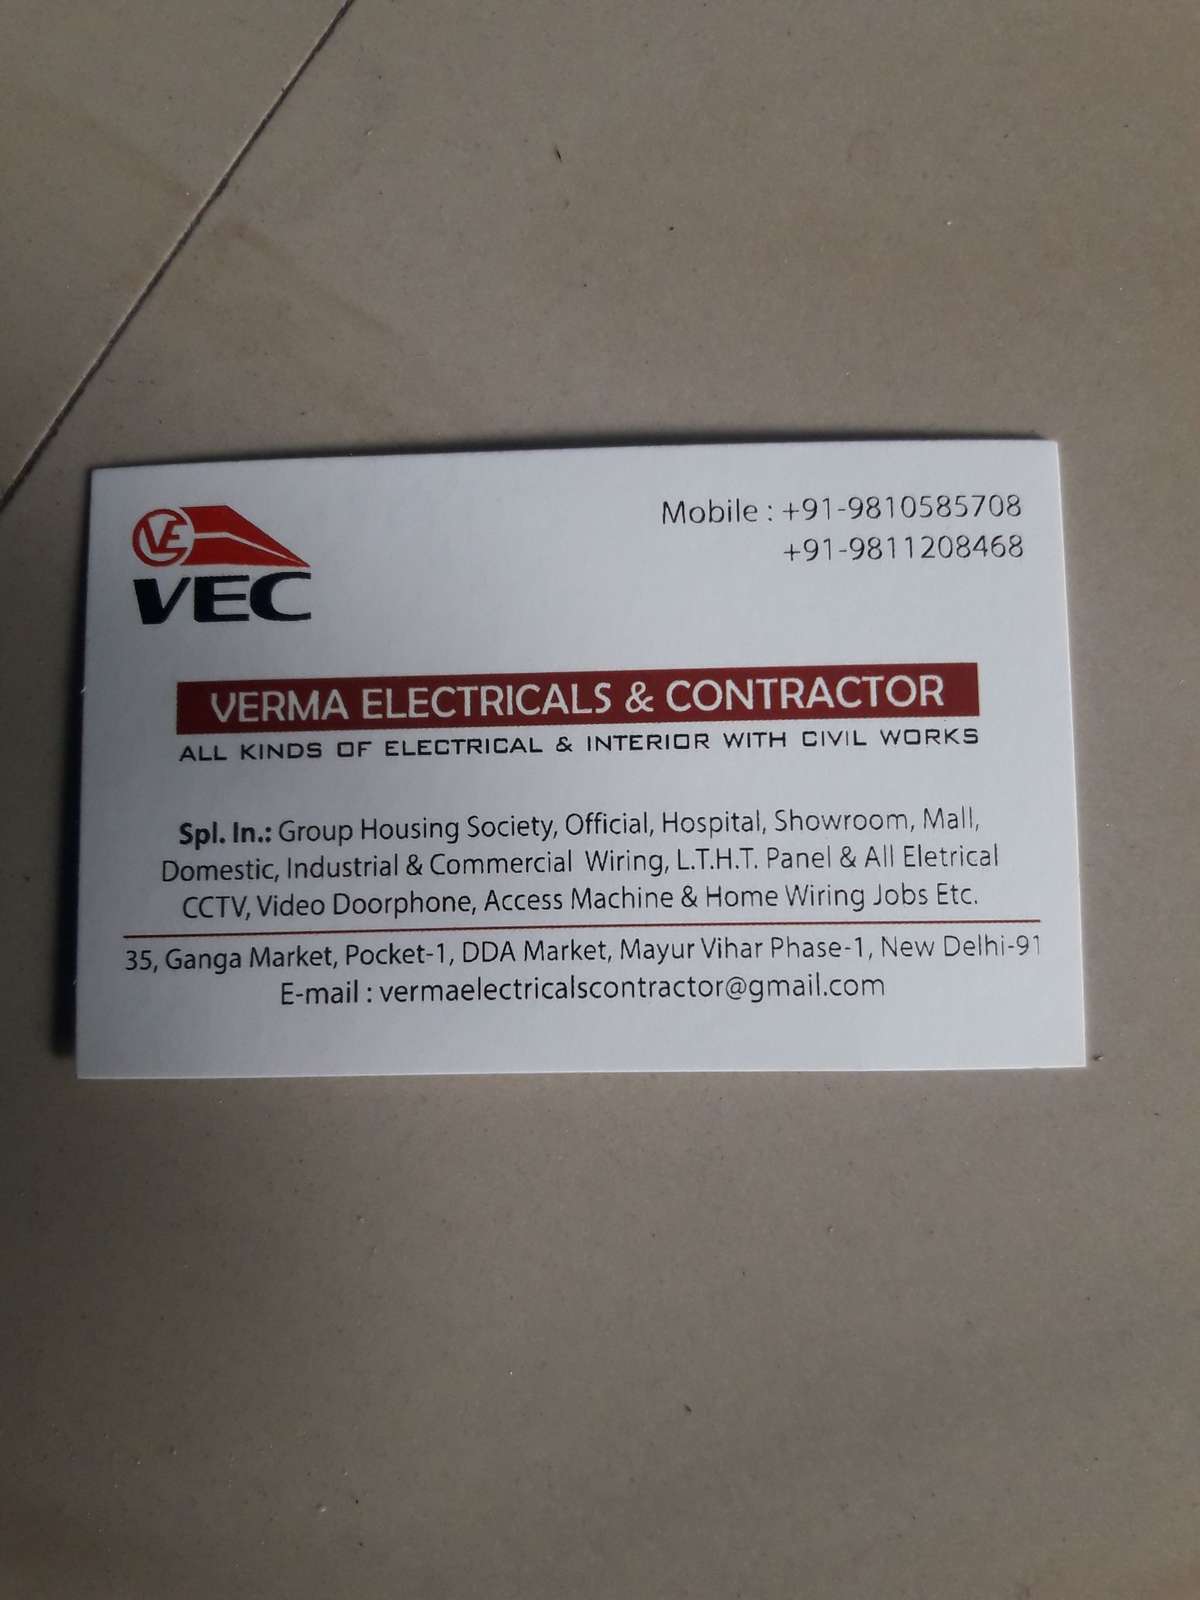 VE
VEC
Mobile : +91-9810585708
+91-9811208468
VERMA ELECTRICALS & CONTRACTOR
ALL KINDS OF ELECTRICAL & INTERIOR WITH CIVIL WORKS
Spl. In.: Group Housing Society, Official, Hospital, Showroom, Mall,
Domestic, Industrial & Commercial Wiring, L.T.H.T. Panel & All Eletrical
CCTV, Video Doorphone, Access Machine & Home Wiring Jobs Etc.
35, Ganga Market, Pocket-1, DDA Market, Mayur Vihar Phase-1, New Delhi-91
E-mail : vermaelectricalscontractor@gmail.com